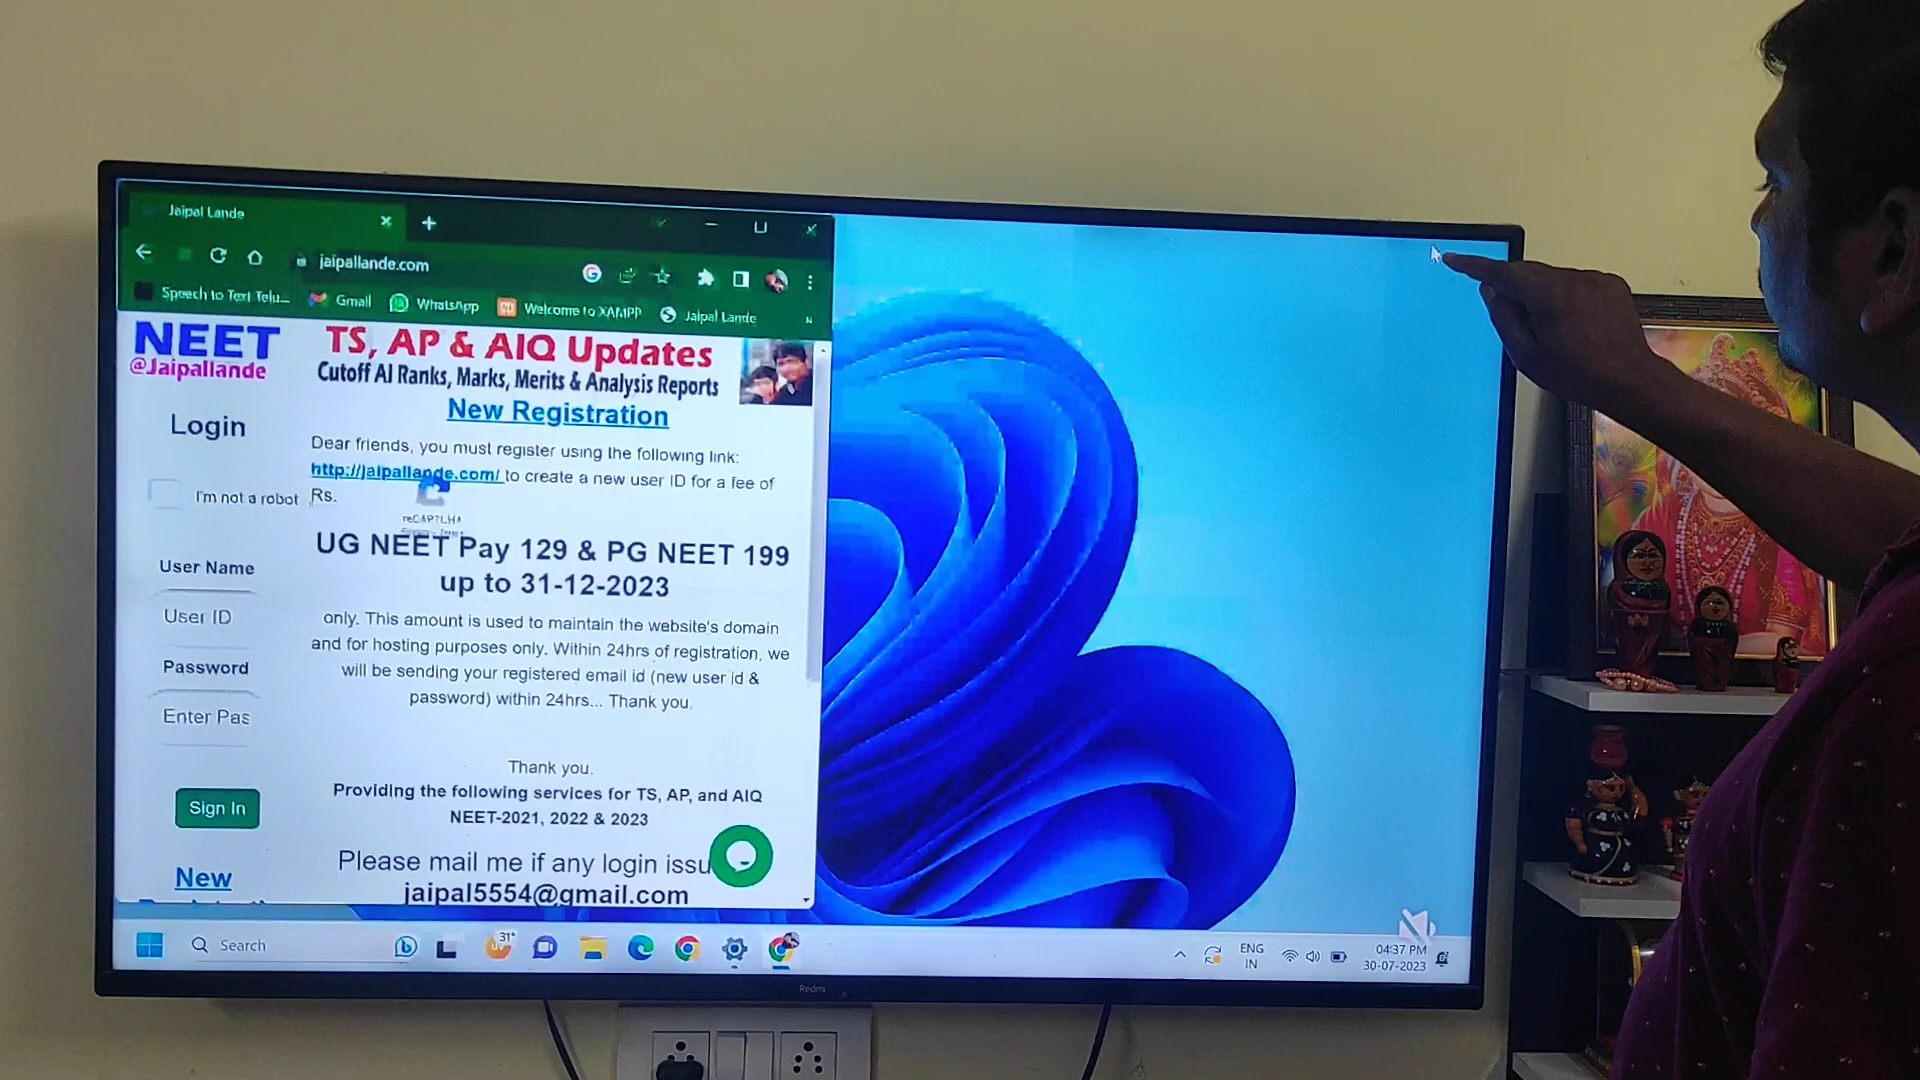 Jaipal Lande
jaipallande.com
Speech to Text Telu...
Gmail
WhatsApp
Welcome to XAMPP
Jaipal Lande
NEET
@Jaipallande
TS, AP & AIQ Updates
Cutoff AI Ranks, Marks, Merits & Analysis Reports
New Registration
Login
Dear friends, you must register using the following link:
http://jaipallande.com/ to create a new user ID for a fee of
Rs.
I'm not a robot
reCAPTCHA
UG NEET Pay 129 & PG NEET 199
up to 31-12-2023
User Name
User ID
Password
Enter Pas
Sign In
New
only. This amount is used to maintain the website's domain
and for hosting purposes only. Within 24hrs of registration, we
will be sending your registered email id (new user id &
password) within 24hrs... Thank you.
Thank you.
Providing the following services for TS, AP, and AIQ
NEET-2021, 2022 & 2023
Please mail me if any login issu
jaipal5554@gmail.com
Search
31°
ENG
IN
04:37 PM
30-07-2023
Redmi